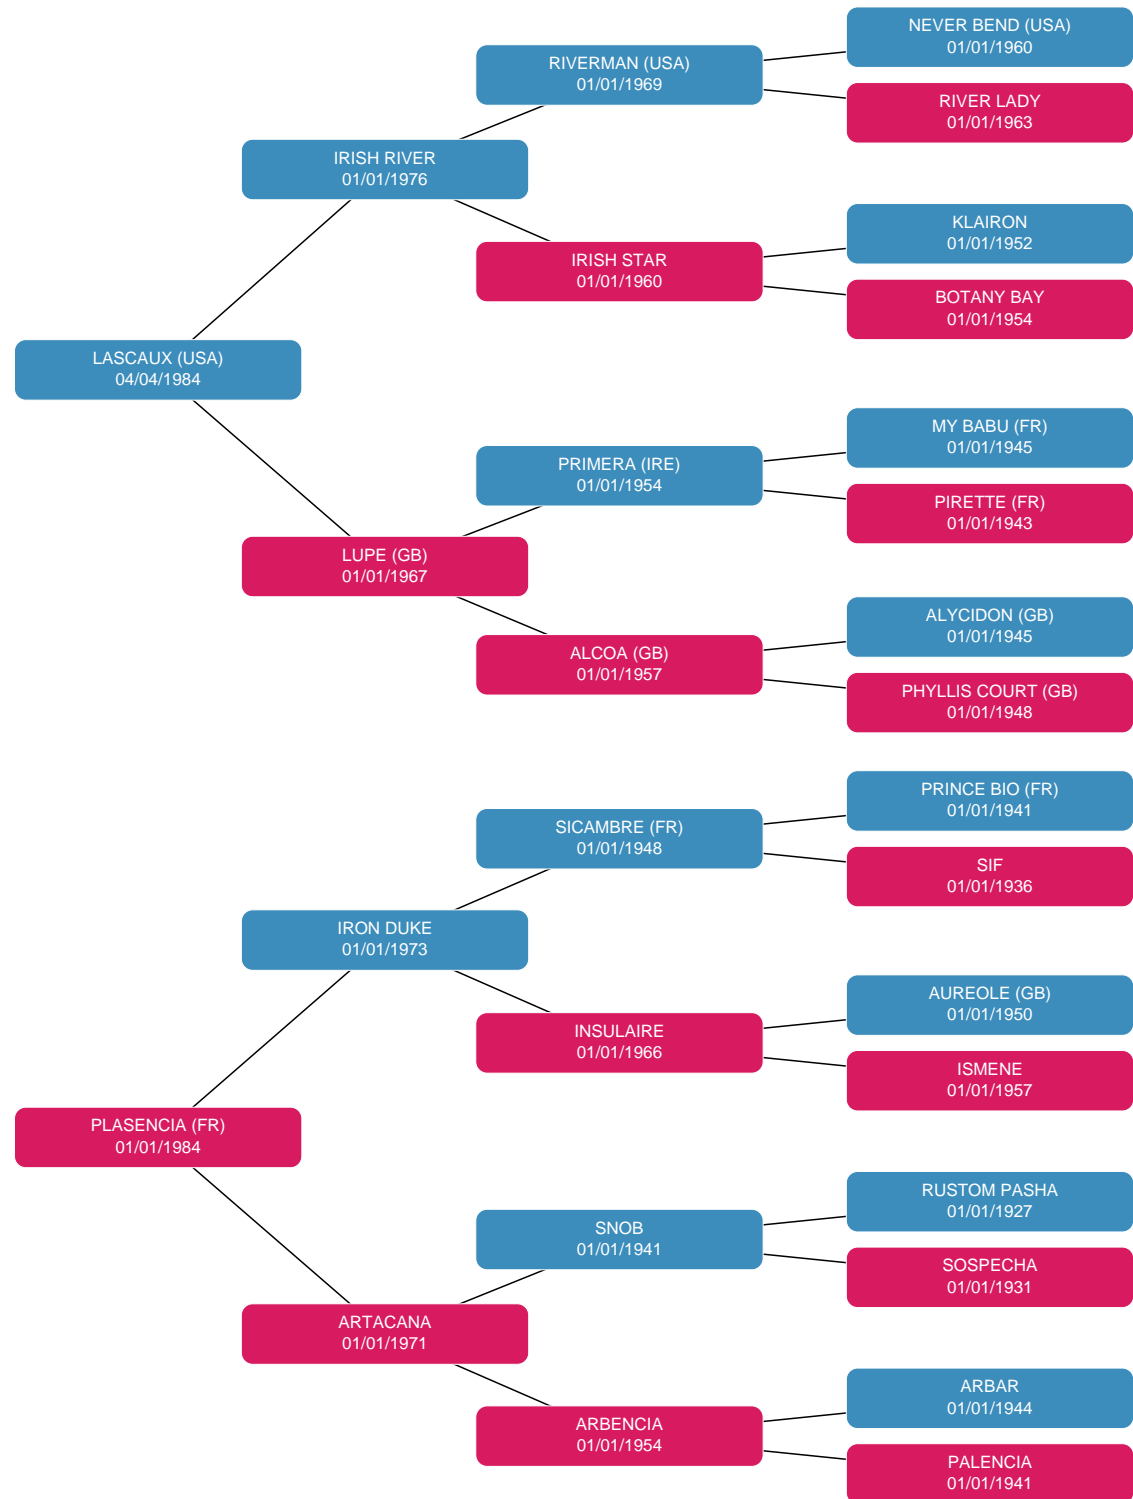 NEVER BEND (USA)
01/01/1960
RIVERMAN (USA)
01/01/1969
RIVER LADY
01/01/1963
IRISH RIVER
01/01/1976
KLAIRON
01/01/1952
IRISH STAR
01/01/1960
BOTANY BAY
01/01/1954
LASCAUX (USA)
04/04/1984
MY BABU (FR)
01/01/1945
PRIMERA (IRE)
01/01/1954
PIRETTE (FR)
01/01/1943
LUPE (GB)
01/01/1967
ALYCIDON (GB)
01/01/1945
ALCOA (GB)
01/01/1957
PHYLLIS COURT (GB)
01/01/1948
PRINCE BIO (FR)
01/01/1941
SICAMBRE (FR)
01/01/1948
SIF
01/01/1936
IRON DUKE
01/01/1973
AUREOLE (GB)
01/01/1950
INSULAIRE
01/01/1966
ISMENE
01/01/1957
PLASENCIA (FR)
01/01/1984
RUSTOM PASHA
01/01/1927
SNOB
01/01/1941
SOSPECHA
01/01/1931
ARTACANA
01/01/1971
ARBAR
01/01/1944
ARBENCIA
01/01/1954
PALENCIA
01/01/1941